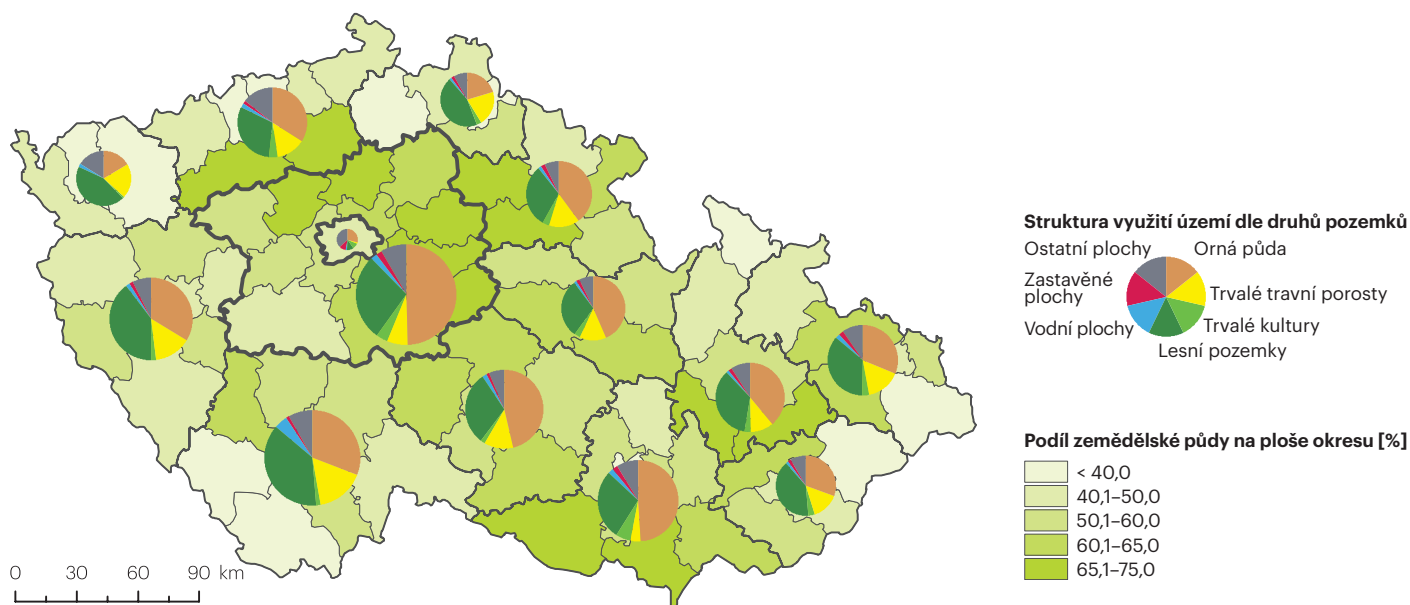 Struktura využití území dle druhů pozemků
Ostatní plochy
Orná půda
Zastavěné
plochy
Trvalé travní porosty
Vodní plochy
Trvalé kultury
Lesní pozemky
Podíl zemědělské půdy na ploše okresu [%]
< 40,0
40,1–50,0
50,1–60,0
60,1–65,0
65,1–75,0
0 30 60 90 km